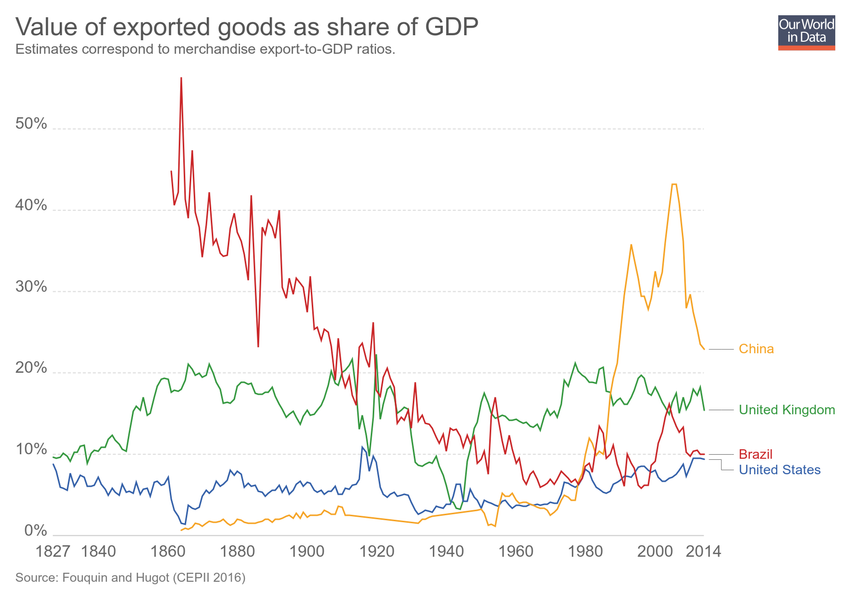 Value of exported goods as share of GDP
Estimates correspond to merchandise export-to-GDP ratios.
Our World
in Data
50%
40%
30%
20%
10%
0%
China
United Kingdom
Brazil
United States
1827 1840 1860 1880 1900 1920 1940 1960 1980 2000 2014
Source: Fouquin and Hugot (CEPII 2016)